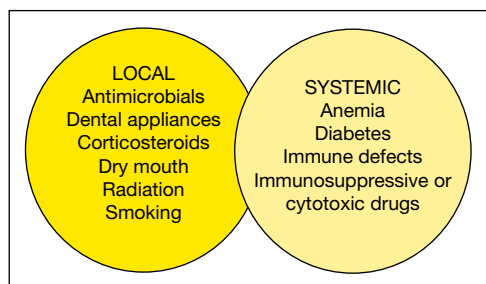 LOCAL
Antimicrobials
Dental appliances
Corticosteroids
Dry mouth
Radiation
Smoking
SYSTEMIC
Anemia
Diabetes
Immune defects
Immunosuppressive or
cytotoxic drugs